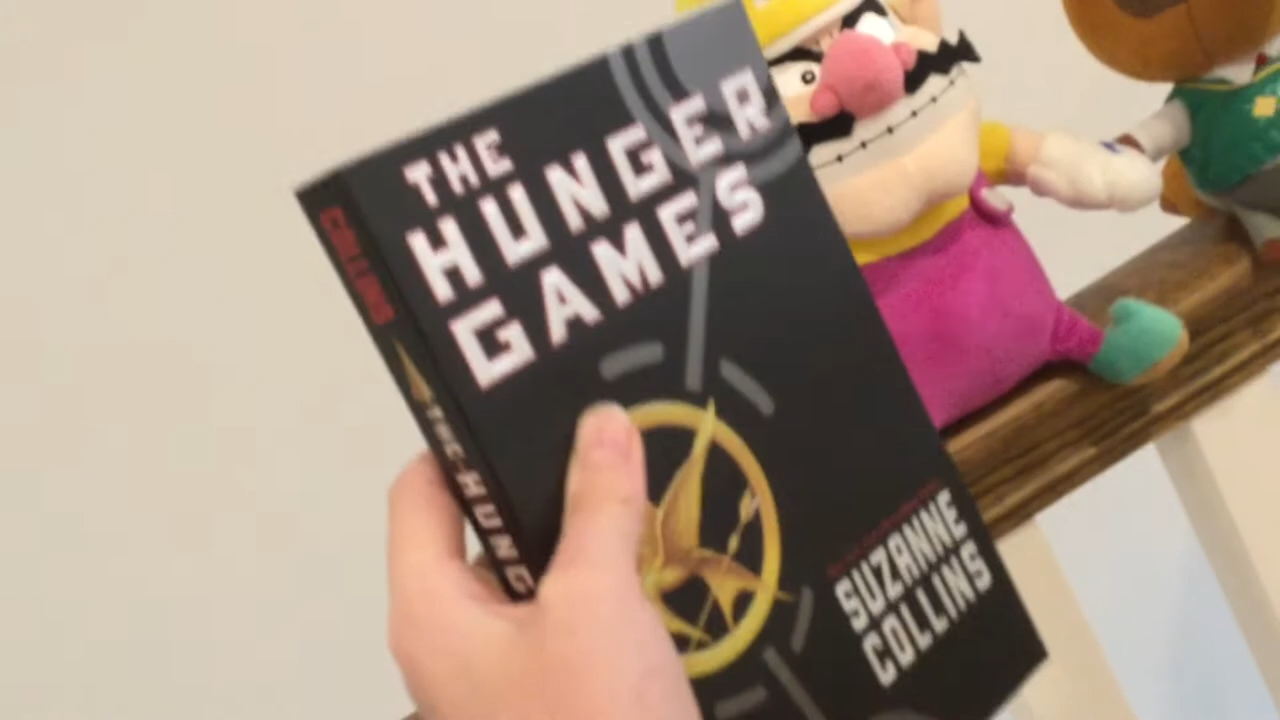 THE
HUNGER
GAMES
SUZANNE
COLLINS
COLLINS
THE HUNG